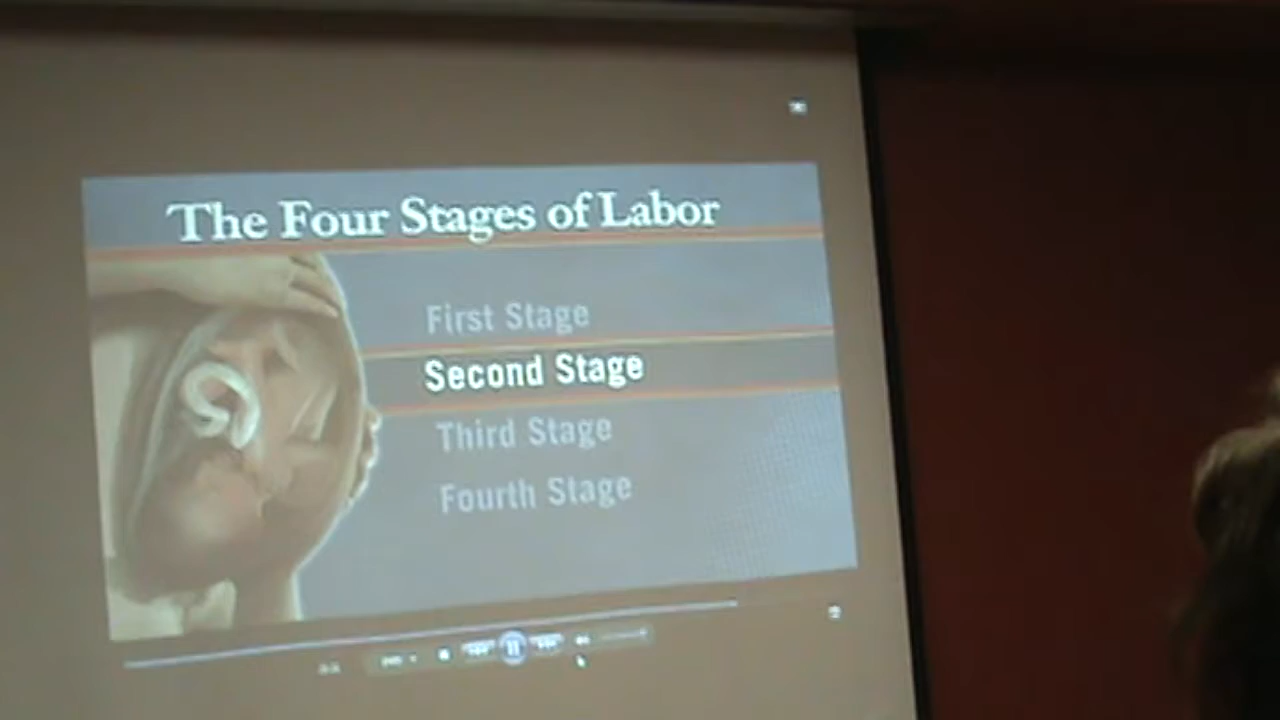 The Four Stages of Labor
First Stage
Second Stage
Third Stage
Fourth Stage